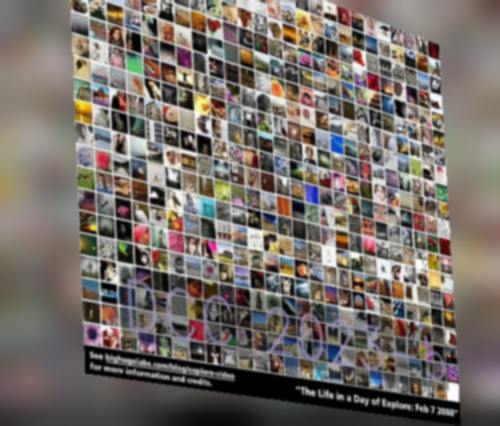 See bighugelabs.com/blog/explore-video
for more information and credits.
"The Life in a Day of Explore: Feb 7 2008"